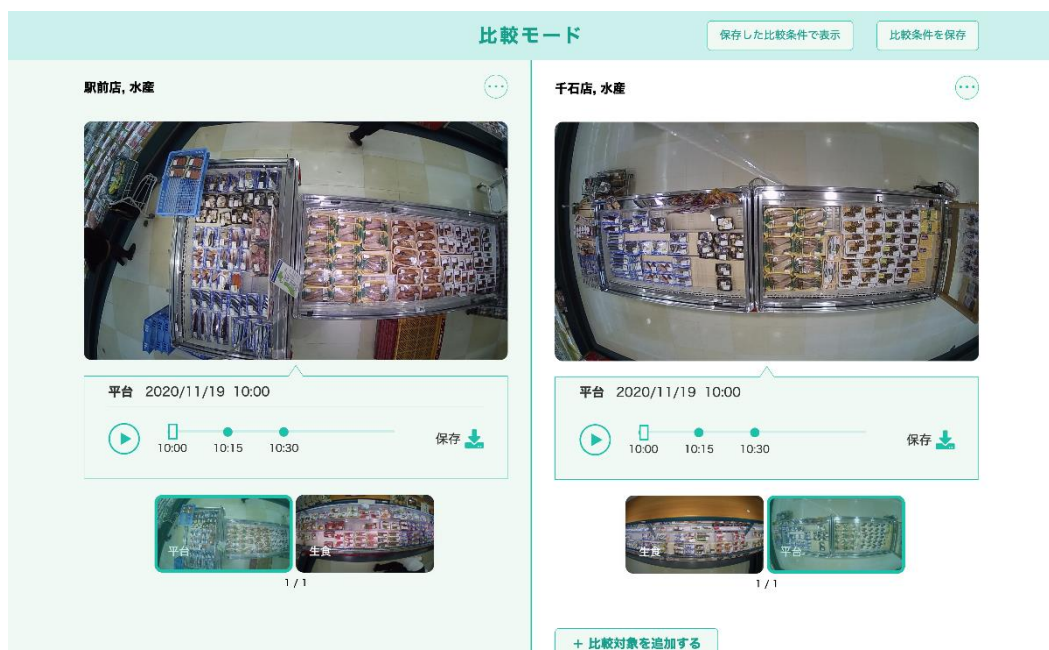 比較モード
保存した比較条件で表示
比較条件を保存
駅前店, 水産
平台 2020/11/19 10:00
10:00 10:15 10:30
保存
平台
生食
1 / 1
千石店, 水産
平台 2020/11/19 10:00
10:00 10:15 10:30
保存
生食
平台
1 / 1
+ 比較対象を追加する